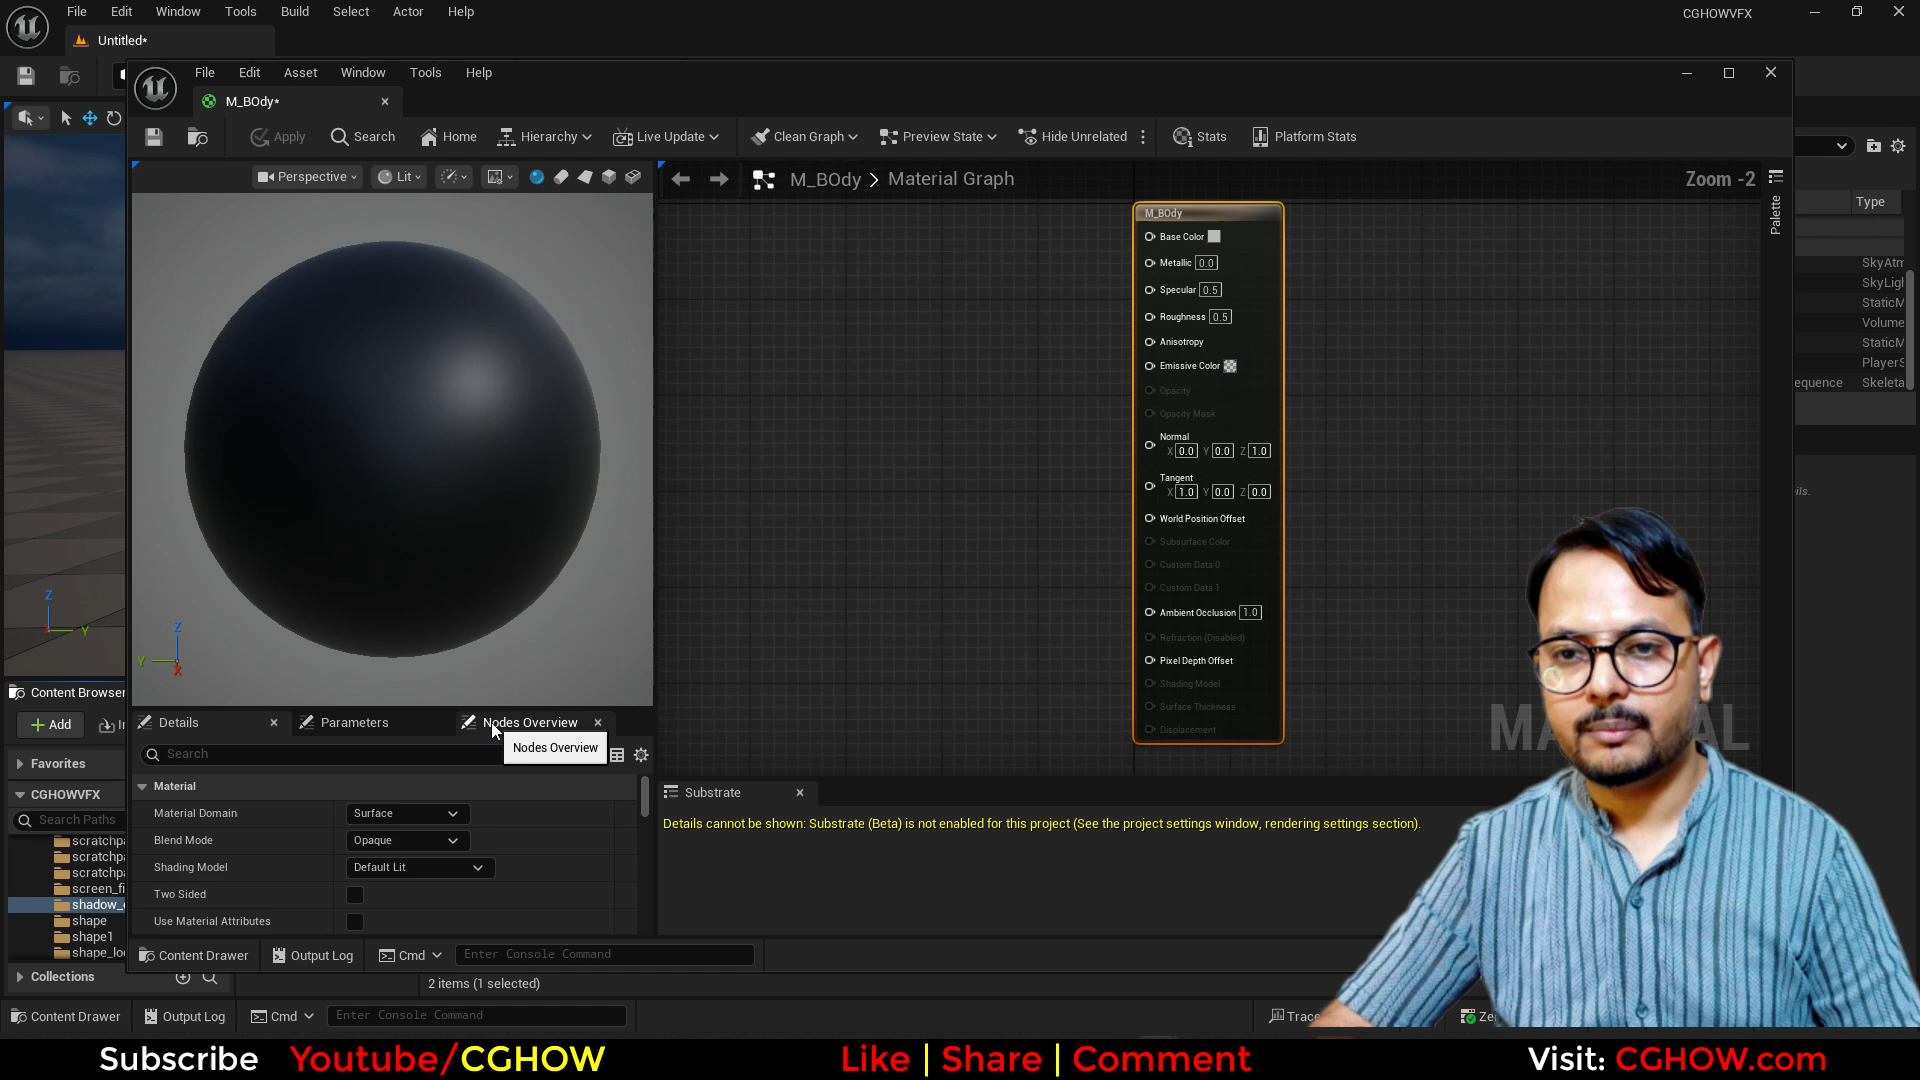 File Edit Window Tools Build Select Actor Help
CGHOWVFX
Untitled*
File Edit Asset Window Tools Help
M_BOdy*
Apply Search Home Hierarchy Live Update Clean Graph Preview State Hide Unrelated Stats Platform Stats
Perspective Lit
M_BOdy > Material Graph
Zoom -2
Palette
Type
M_BOdy
Base Color
Metallic 0.0
Specular 0.5
Roughness 0.5
Anisotropy
Emissive Color
Opacity
Opacity Mask
Normal
X 0.0 Y 0.0 Z 1.0
Tangent
X 1.0 Y 0.0 Z 0.0
World Position Offset
Subsurface Color
Custom Data 0
Custom Data 1
Ambient Occlusion 1.0
Refraction (Disabled)
Pixel Depth Offset
Shading Model
Surface Thickness
Displacement
SkyAtm
SkyLigh
StaticM
Volume
StaticM
PlayerS
equence Skeleta
ils.
Z
Y
Z
Y
X
Content Browser
Add
Favorites
CGHOWVFX
Search Paths
scratchpa
scratchpa
scratchpa
screen_fi
shadow_
shape
shape1
shape_lo
Collections
Details Parameters Nodes Overview
Search
Nodes Overview
Material
Material Domain Surface
Blend Mode Opaque
Shading Model Default Lit
Two Sided
Use Material Attributes
Substrate
Details cannot be shown: Substrate (Beta) is not enabled for this project (See the project settings window, rendering settings section).
Content Drawer Output Log Cmd Enter Console Command
2 items (1 selected)
Content Drawer Output Log Cmd Enter Console Command
Trace
Subscribe Youtube/CGHOW Like | Share | Comment Visit: CGHOW.com